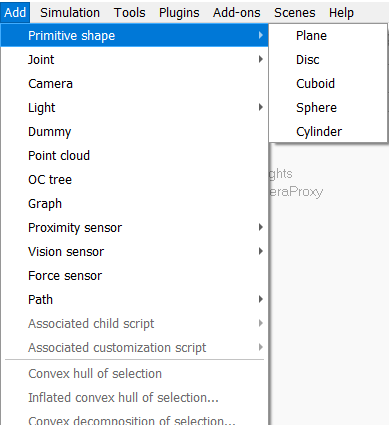 Add Simulation Tools Plugins Add-ons Scenes Help
Primitive shape
Plane
Disc
Cuboid
Sphere
Cylinder
Joint
Camera
Light
Dummy
Point cloud
OC tree
Graph
Proximity sensor
Vision sensor
Force sensor
Path
Associated child script
Associated customization script
Convex hull of selection
Inflated convex hull of selection...
Convex decomposition of selection...
ghts
eraProxy